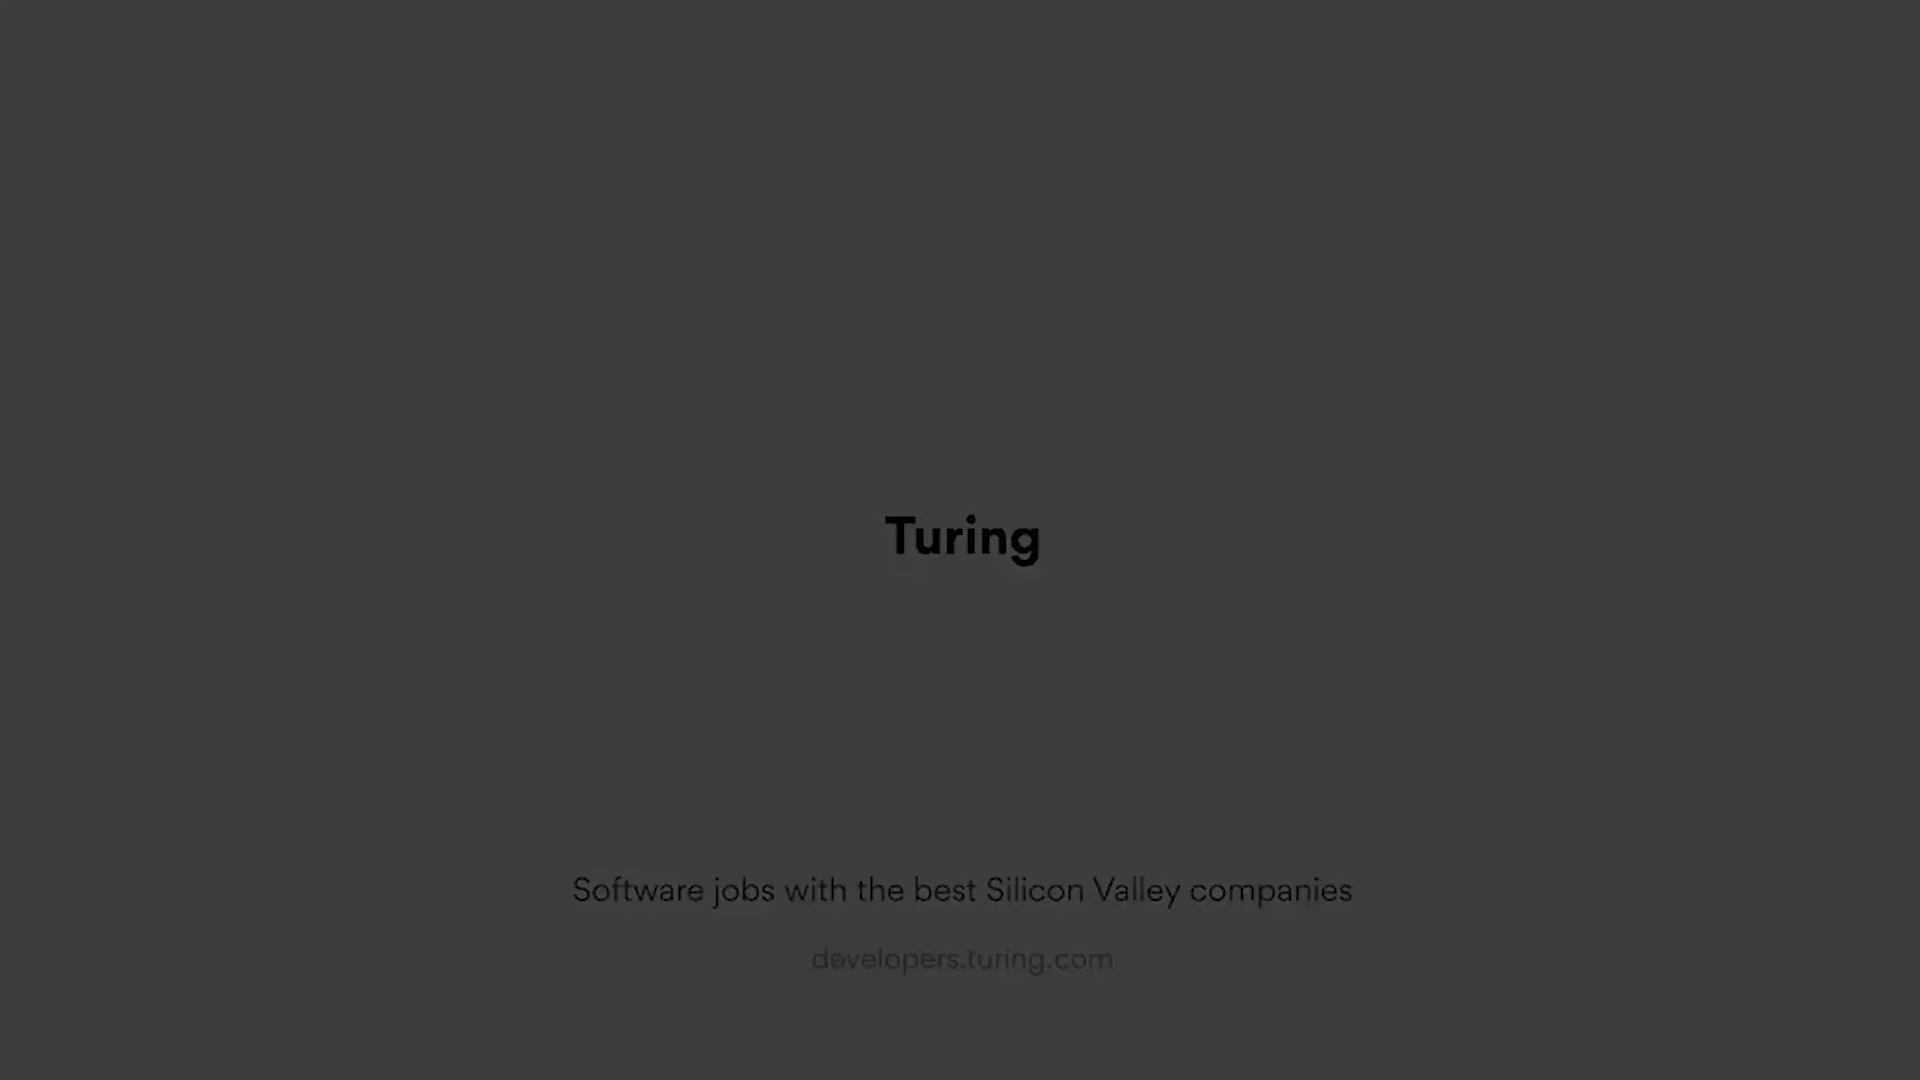 Turing
Software jobs with the best Silicon Valley companies
developers.turing.com